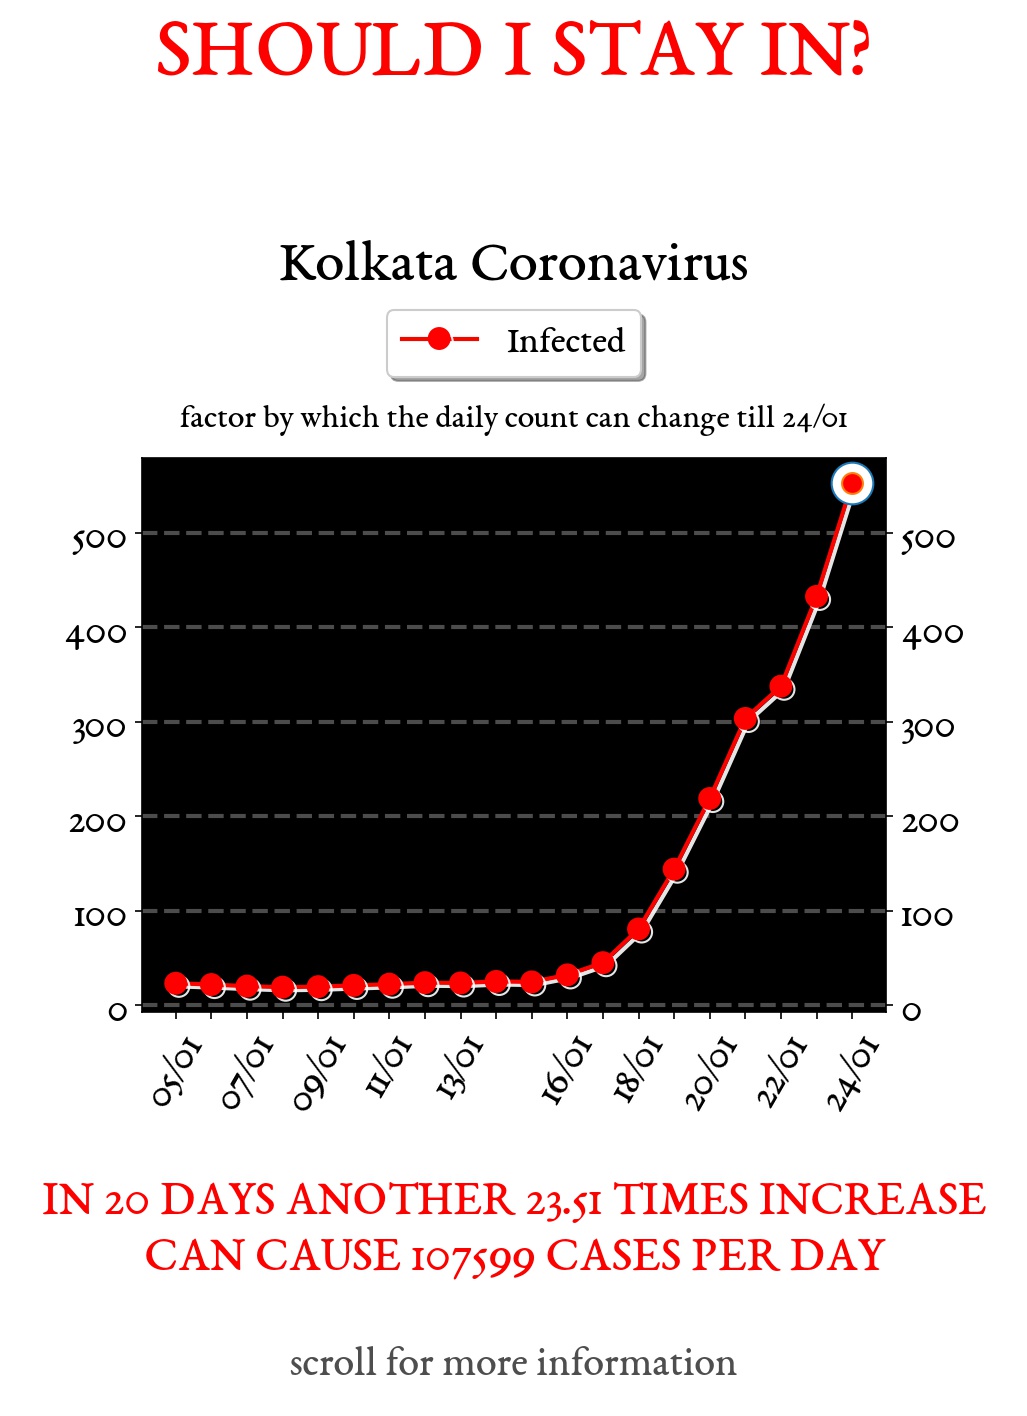 SHOULD I STAY IN?
Kolkata Coronavirus
Infected
factor by which the daily count can change till 24/01
500 500
400 400
300 300
200 200
100 100
0 0
05/01 07/01 09/01 11/01 13/01 16/01 18/01 20/01 22/01 24/01
IN 20 DAYS ANOTHER 23.51 TIMES INCREASE
CAN CAUSE 107599 CASES PER DAY
scroll for more information